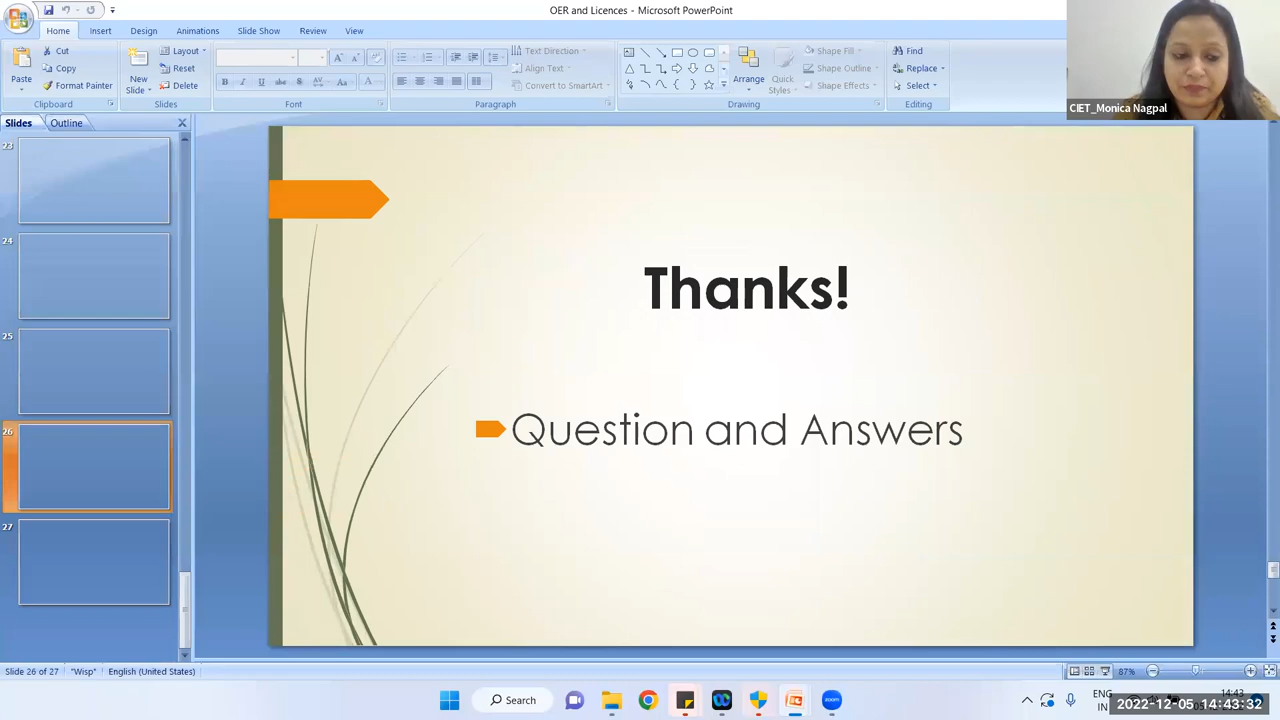 OER and Licences - Microsoft PowerPoint
Home Insert Design Animations Slide Show Review View
Paste Cut Copy Format Painter Clipboard
New Slide Layout Reset Delete Slides
B I U abc S AV Aa A Font
Text Direction Align Text Convert to SmartArt Paragraph
Arrange Quick Styles Shape Fill Shape Outline Shape Effects Drawing
Find Replace Select Editing
CIET_Monica Nagpal
Slides Outline
23
24
25
26
27
Thanks!
Question and Answers
Slide 26 of 27 "Wisp" English (United States) 87%
Search zoom ENG IN 14:43
2022-12-05 14:43:32